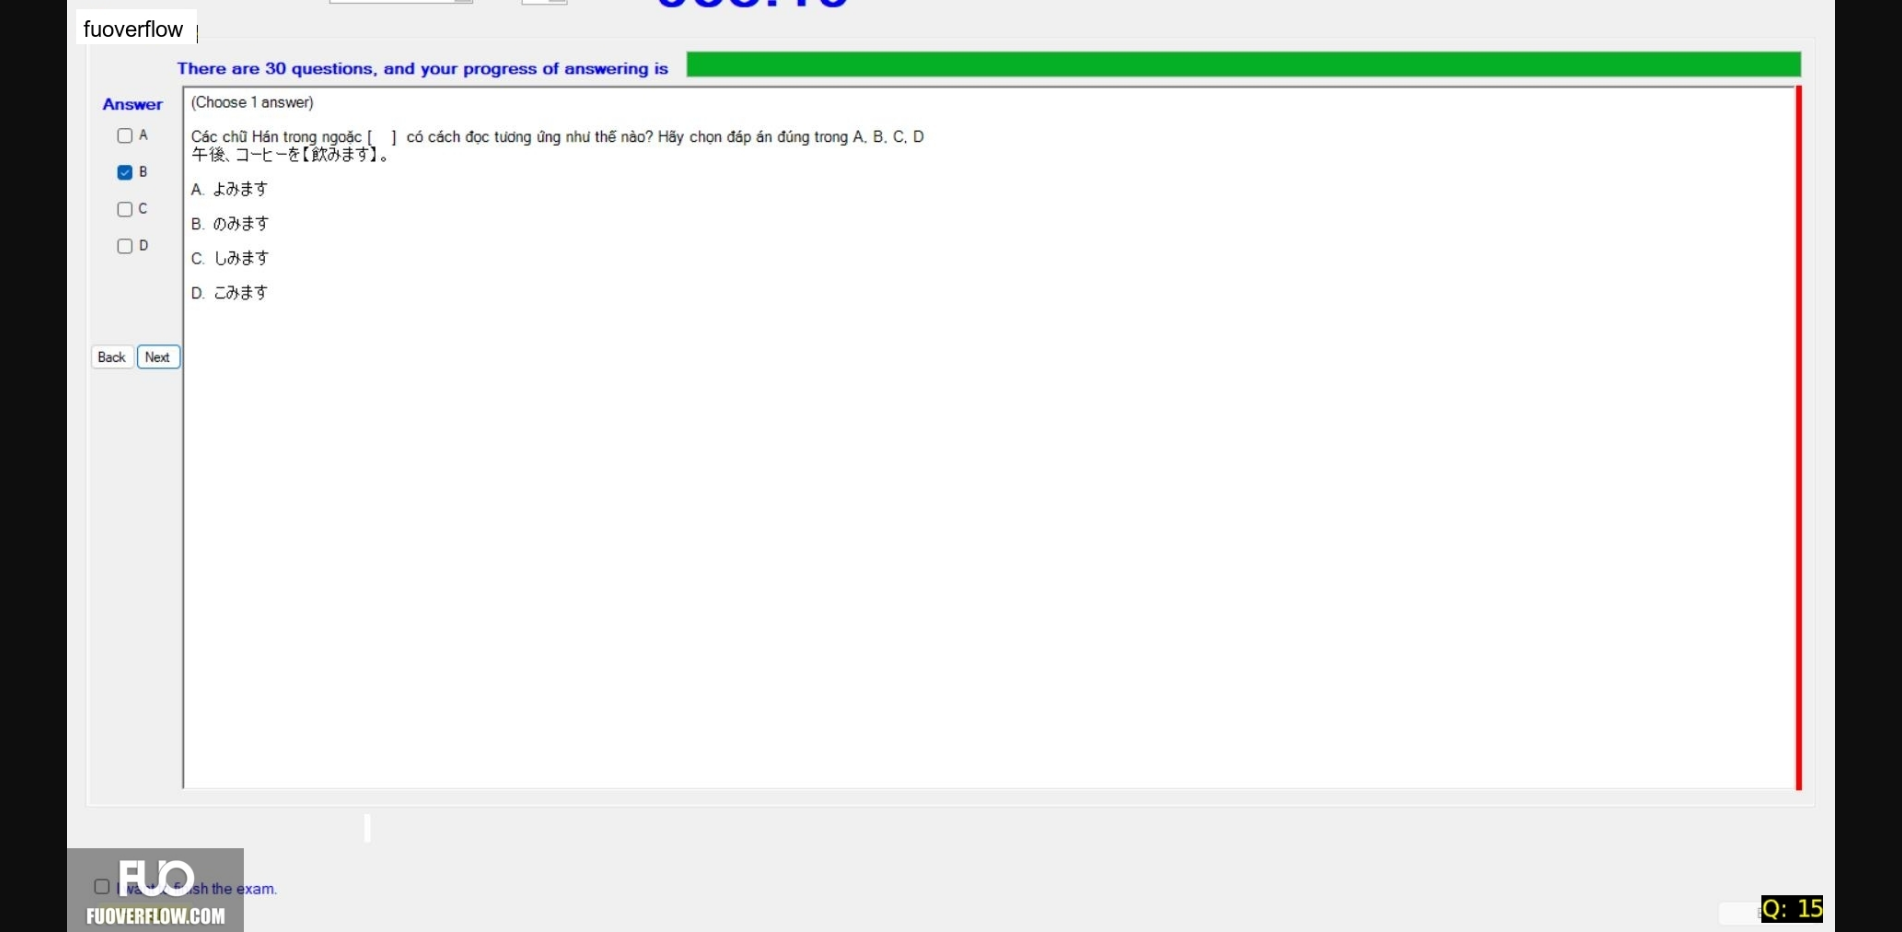 fuoverflow
There are 30 questions, and your progress of answering is
Answer
(Choose 1 answer)
A
Các chữ Hán trong ngoặc [ ] có cách đọc tương ứng như thế nào? Hãy chọn đáp án đúng trong A, B, C, D
午後、コーヒーを【飲みます】。
B
A. よみます
C
B. のみます
D
C. しみます
D. こみます
Back Next
FUO
I want finish the exam.
FUOVERFLOW.COM
Q: 15